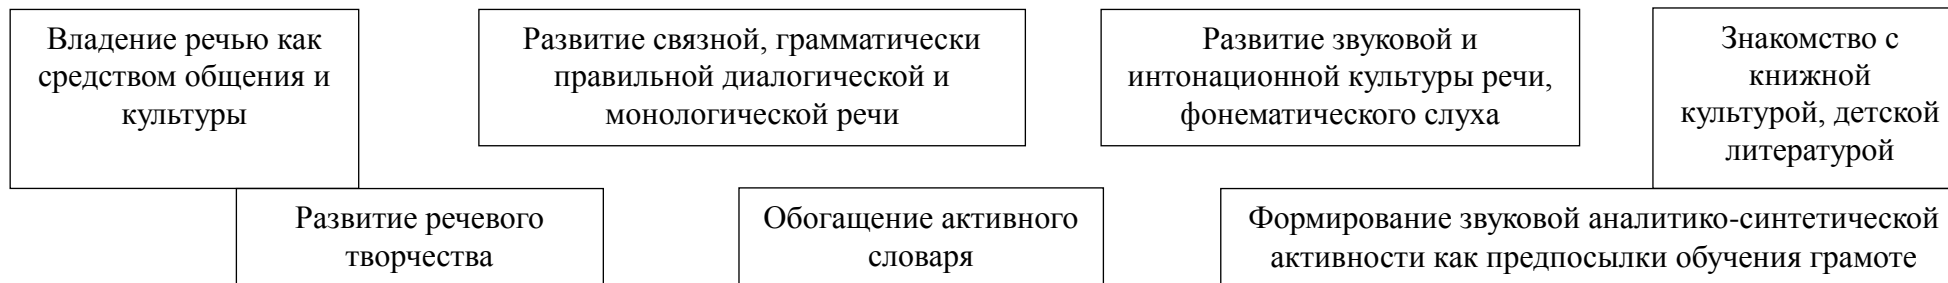 Владение речью как
средством общения и
культуры
Развитие связной, грамматически
правильной диалогической и
монологической речи
Развитие звуковой и
интонационной культуры речи,
фонематического слуха
Знакомство с
книжной
культурой, детской
литературой
Развитие речевого
творчества
Обогащение активного
словаря
Формирование звуковой аналитико-синтетической
активности как предпосылки обучения грамоте